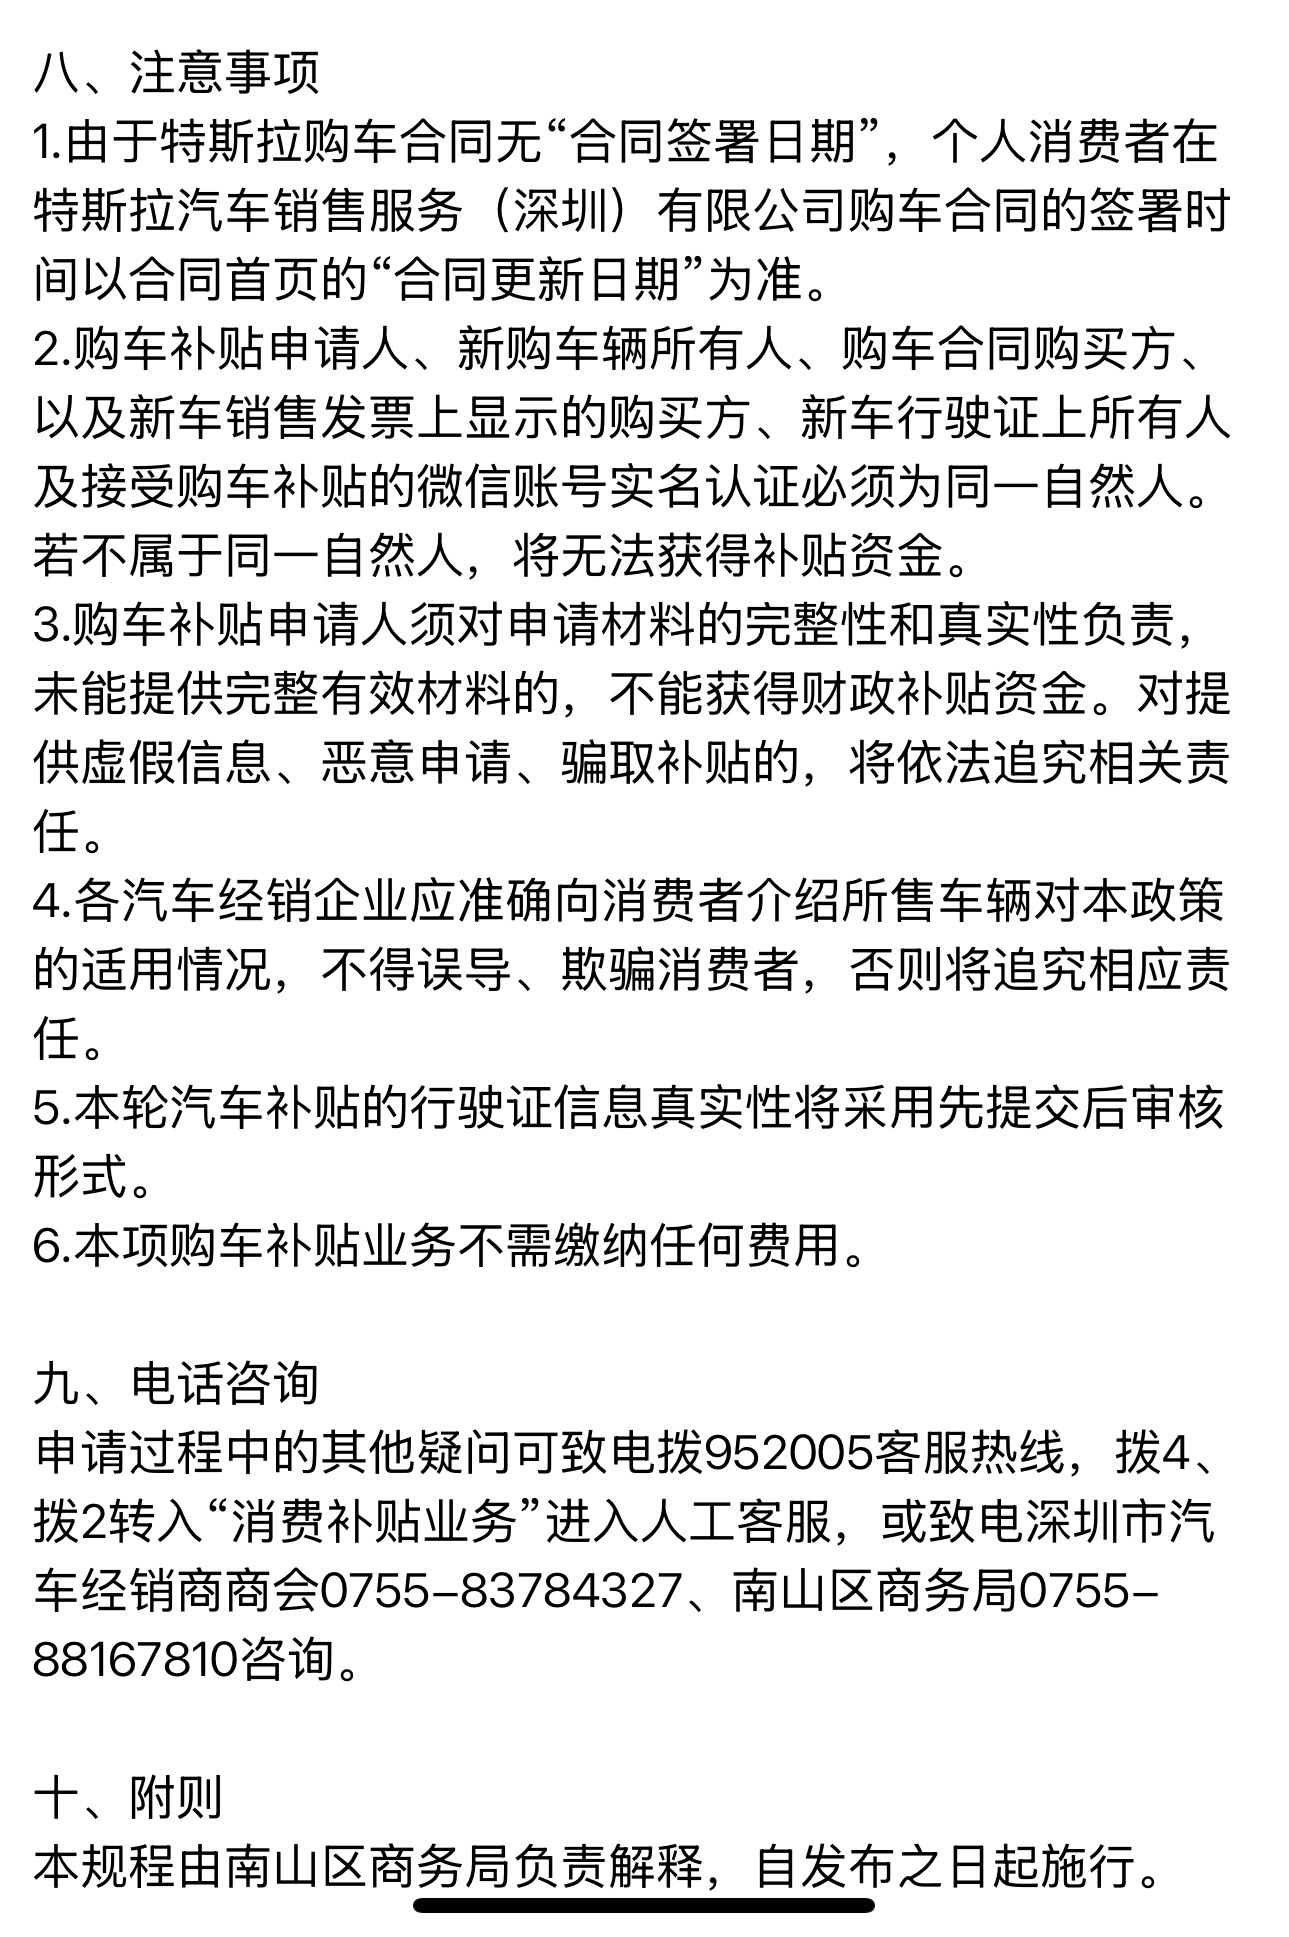 八、注意事项
1.由于特斯拉购车合同无“合同签署日期”，个人消费者在
特斯拉汽车销售服务（深圳）有限公司购车合同的签署时
间以合同首页的“合同更新日期”为准。
2.购车补贴申请人、新购车辆所有人、购车合同购买方、
以及新车销售发票上显示的购买方、新车行驶证上所有人
及接受购车补贴的微信账号实名认证必须为同一自然人。
若不属于同一自然人，将无法获得补贴资金。
3.购车补贴申请人须对申请材料的完整性和真实性负责，
未能提供完整有效材料的，不能获得财政补贴资金。对提
供虚假信息、恶意申请、骗取补贴的，将依法追究相关责
任。
4.各汽车经销企业应准确向消费者介绍所售车辆对本政策
的适用情况，不得误导、欺骗消费者，否则将追究相应责
任。
5.本轮汽车补贴的行驶证信息真实性将采用先提交后审核
形式。
6.本项购车补贴业务不需缴纳任何费用。
九、电话咨询
申请过程中的其他疑问可致电拨952005客服热线，拨4、
拨2转入“消费补贴业务”进入人工客服，或致电深圳市汽
车经销商商会0755–83784327、南山区商务局0755–
88167810咨询。
十、附则
本规程由南山区商务局负责解释，自发布之日起施行。